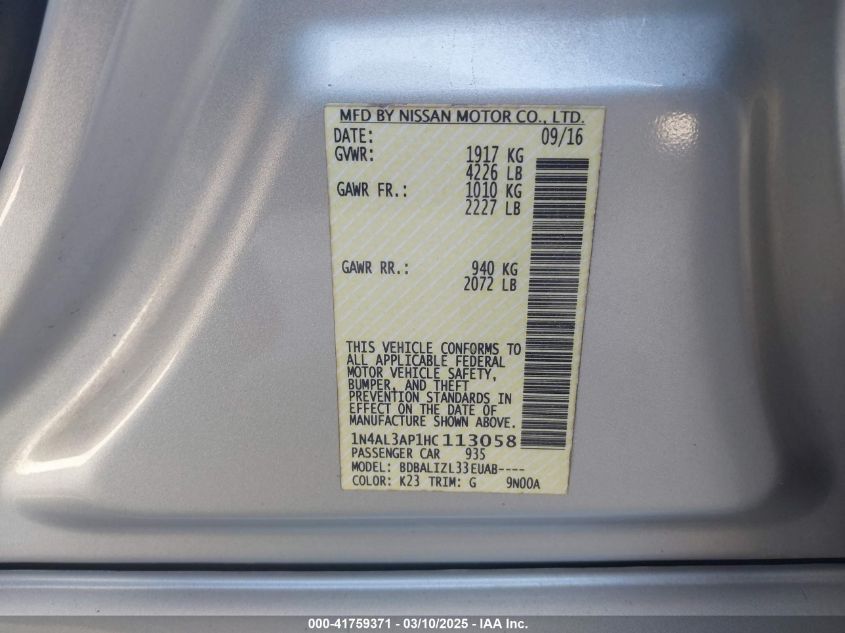 MFD BY NISSAN MOTOR CO., LTD.
DATE: 09/16
GVWR: 1917 KG
4226 LB
GAWR FR.: 1010 KG
2227 LB
GAWR RR.: 940 KG
2072 LB
THIS VEHICLE CONFORMS TO
ALL APPLICABLE FEDERAL
MOTOR VEHICLE SAFETY,
BUMPER, AND THEFT
PREVENTION STANDARDS IN
EFFECT ON THE DATE OF
MANUFACTURE SHOWN ABOVE.
1N4AL3AP1HC113058
PASSENGER CAR 935
MODEL: BDBALIZL33EUAB----
COLOR: K23 TRIM: G 9N00A
000-41759371 — 03/10/2025 — IAA Inc.